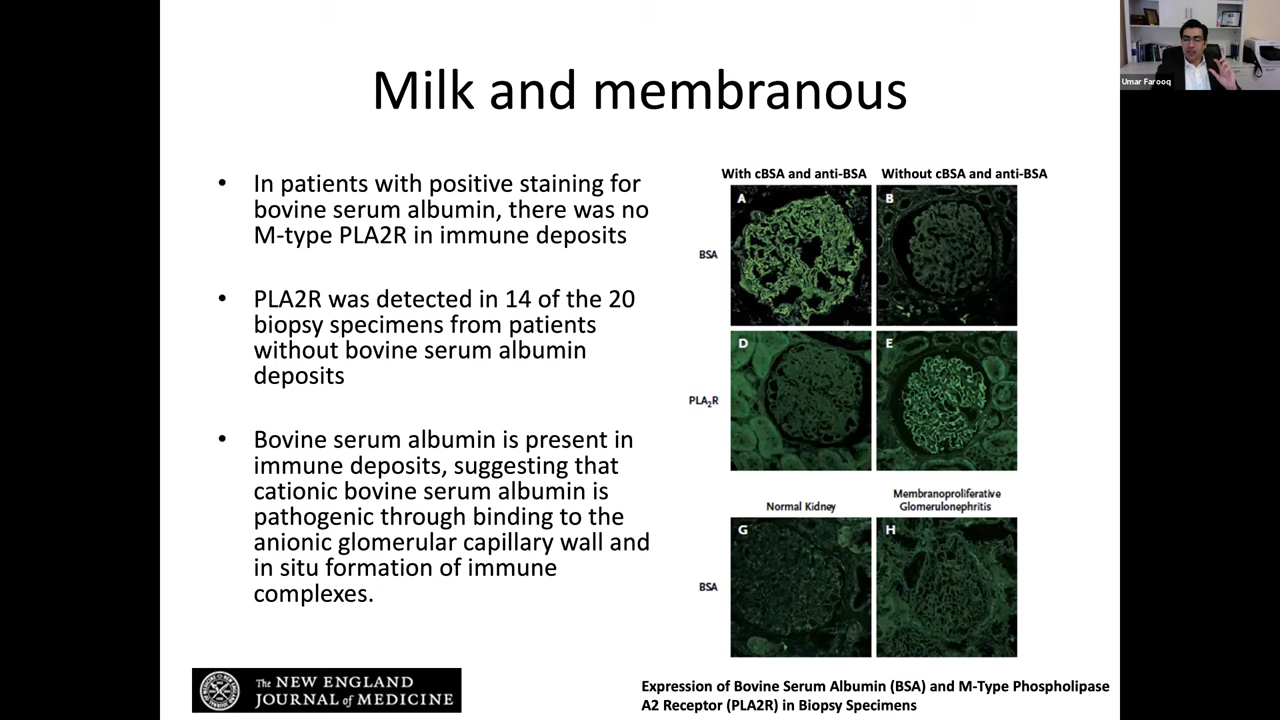 Umar Farooq
Milk and membranous
• In patients with positive staining for
bovine serum albumin, there was no
M-type PLA2R in immune deposits
• PLA2R was detected in 14 of the 20
biopsy specimens from patients
without bovine serum albumin
deposits
• Bovine serum albumin is present in
immune deposits, suggesting that
cationic bovine serum albumin is
pathogenic through binding to the
anionic glomerular capillary wall and
in situ formation of immune
complexes.
With cBSA and anti-BSA
Without cBSA and anti-BSA
A
B
BSA
D
E
PLA₂R
Normal Kidney
Membranoproliferative
Glomerulonephritis
G
H
BSA
The NEW ENGLAND
JOURNAL of MEDICINE
Expression of Bovine Serum Albumin (BSA) and M-Type Phospholipase
A2 Receptor (PLA2R) in Biopsy Specimens